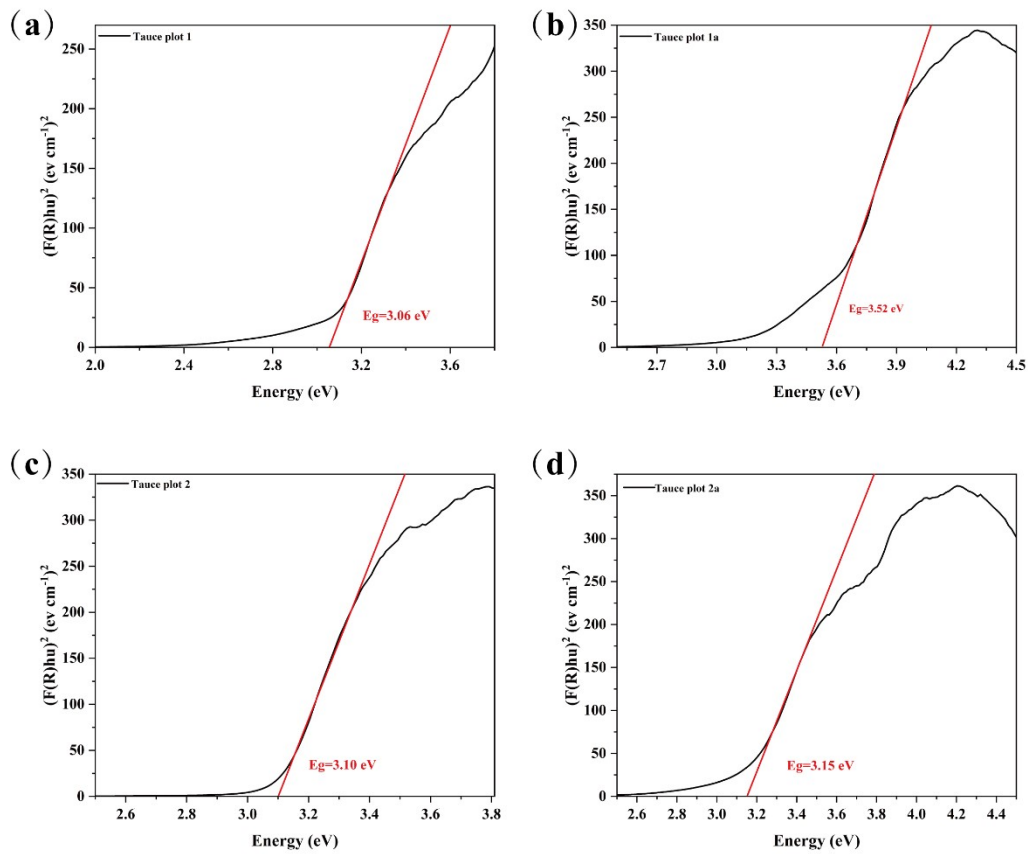 (a)
Tauce plot 1
(F(R)hu)² (ev cm⁻¹)²
250
200
150
100
50
0
Eg=3.06 eV
2.0 2.4 2.8 3.2 3.6
Energy (eV)
(b)
Tauce plot 1a
(F(R)hu)² (ev cm⁻¹)²
350
300
250
200
150
100
50
0
Eg=3.52 eV
2.7 3.0 3.3 3.6 3.9 4.2 4.5
Energy (eV)
(c)
Tauce plot 2
(F(R)hu)² (ev cm⁻¹)²
350
300
250
200
150
100
50
0
Eg=3.10 eV
2.6 2.8 3.0 3.2 3.4 3.6 3.8
Energy (eV)
(d)
Tauce plot 2a
(F(R)hu)² (ev cm⁻¹)²
350
300
250
200
150
100
50
0
Eg=3.15 eV
2.6 2.8 3.0 3.2 3.4 3.6 3.8 4.0 4.2 4.4
Energy (eV)